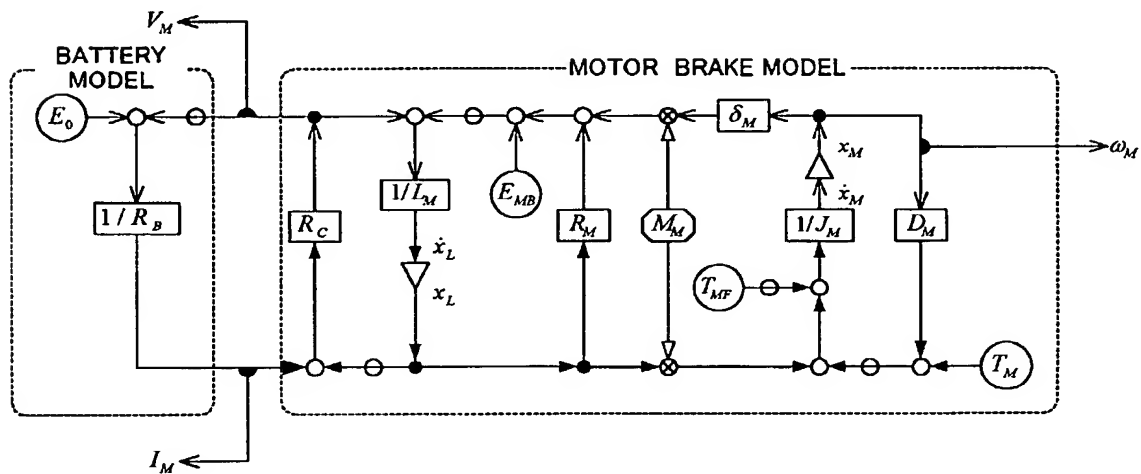 V_M
BATTERY MODEL
MOTOR BRAKE MODEL
E_0
δ_M
x_M
ω_M
1/R_B
R_C
1/L_M
E_MB
R_M
M_M
ẋ_M
1/J_M
D_M
ẋ_L
x_L
T_MF
T_M
I_M